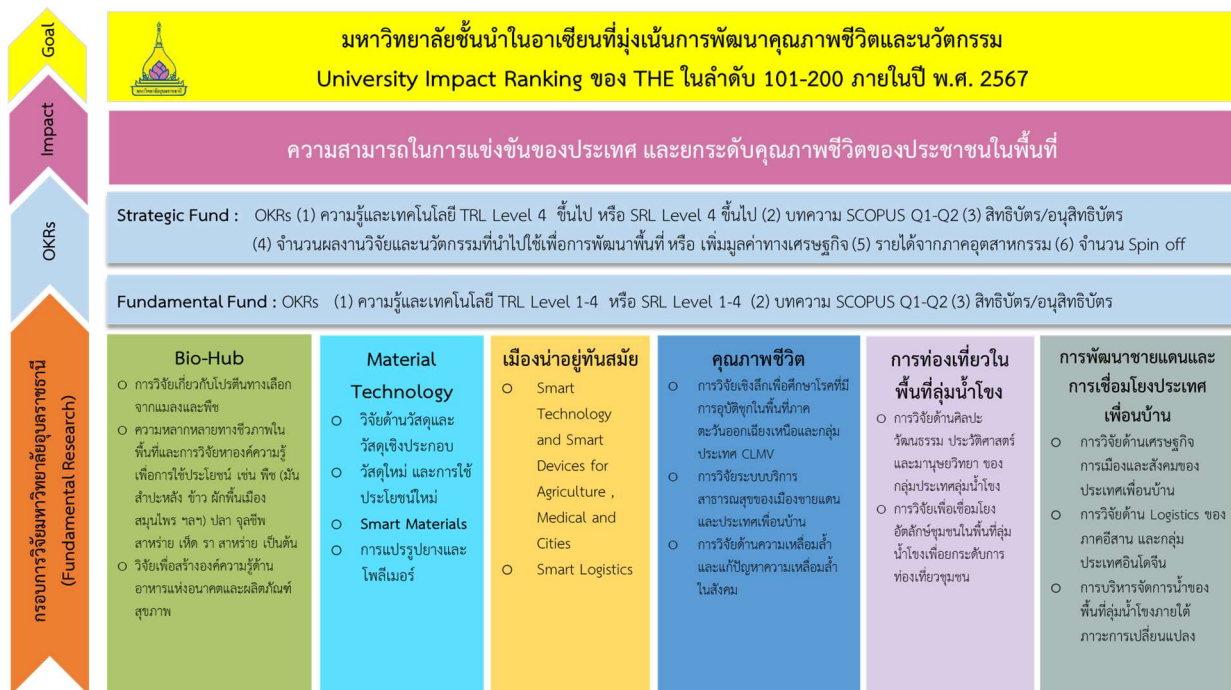 Goal
มหาวิทยาลัยอุบลราชธานี
มหาวิทยาลัยชั้นนำในอาเซียนที่มุ่งเน้นการพัฒนาคุณภาพชีวิตและนวัตกรรม
University Impact Ranking ของ THE ในลำดับ 101-200 ภายในปี พ.ศ. 2567
Impact
ความสามารถในการแข่งขันของประเทศ และยกระดับคุณภาพชีวิตของประชาชนในพื้นที่
OKRs
Strategic Fund : OKRs (1) ความรู้และเทคโนโลยี TRL Level 4 ขึ้นไป หรือ SRL Level 4 ขึ้นไป (2) บทความ SCOPUS Q1-Q2 (3) สิทธิบัตร/อนุสิทธิบัตร
(4) จำนวนผลงานวิจัยและนวัตกรรมที่นำไปใช้เพื่อการพัฒนาพื้นที่ หรือ เพิ่มมูลค่าทางเศรษฐกิจ (5) รายได้จากภาคอุตสาหกรรม (6) จำนวน Spin off
Fundamental Fund : OKRs (1) ความรู้และเทคโนโลยี TRL Level 1-4 หรือ SRL Level 1-4 (2) บทความ SCOPUS Q1-Q2 (3) สิทธิบัตร/อนุสิทธิบัตร
กรอบการวิจัยมหาวิทยาลัยอุบลราชธานี
(Fundamental Research)
Bio-Hub
o การวิจัยเกี่ยวกับโปรตีนทางเลือก
จากแมลงและพืช
o ความหลากหลายทางชีวภาพใน
พื้นที่และการวิจัยหาองค์ความรู้
เพื่อการใช้ประโยชน์ เช่น พืช (มัน
สำปะหลัง ข้าว ผักพื้นเมือง
สมุนไพร ฯลฯ) ปลา จุลชีพ
สาหร่าย เห็ด รา สาหร่าย เป็นต้น
o วิจัยเพื่อสร้างองค์ความรู้ด้าน
อาหารแห่งอนาคตและผลิตภัณฑ์
สุขภาพ
Material
Technology
o วิจัยด้านวัสดุและ
วัสดุเชิงประกอบ
o วัสดุใหม่ และการใช้
ประโยชน์ใหม่
o Smart Materials
o การแปรรูปยางและ
โพลีเมอร์
เมืองน่าอยู่ทันสมัย
o Smart
Technology
and Smart
Devices for
Agriculture ,
Medical and
Cities
o Smart Logistics
คุณภาพชีวิต
o การวิจัยเชิงลึกเพื่อศึกษาโรคที่มี
การอุบัติชุกในพื้นที่ภาค
ตะวันออกเฉียงเหนือและกลุ่ม
ประเทศ CLMV
o การวิจัยระบบบริการ
สาธารณสุขของเมืองชายแดน
และประเทศเพื่อนบ้าน
o การวิจัยด้านความเหลื่อมล้ำ
และแก้ปัญหาความเหลื่อมล้ำ
ในสังคม
การท่องเที่ยวใน
พื้นที่ลุ่มน้ำโขง
o การวิจัยด้านศิลปะ
วัฒนธรรม ประวัติศาสตร์
และมานุษยวิทยา ของ
กลุ่มประเทศลุ่มน้ำโขง
o การวิจัยเพื่อเชื่อมโยง
อัตลักษ์ชุมชนในพื้นที่ลุ่ม
น้ำโขงเพื่อยกระดับการ
ท่องเที่ยวชุมชน
การพัฒนาชายแดนและ
การเชื่อมโยงประเทศ
เพื่อนบ้าน
o การวิจัยด้านเศรษฐกิจ
การเมืองและสังคมของ
ประเทศเพื่อนบ้าน
o การวิจัยด้าน Logistics ของ
ภาคอีสาน และกลุ่ม
ประเทศอินโดจีน
o การบริหารจัดการน้ำของ
พื้นที่ลุ่มน้ำโขงภายใต้
ภาวะการเปลี่ยนแปลง